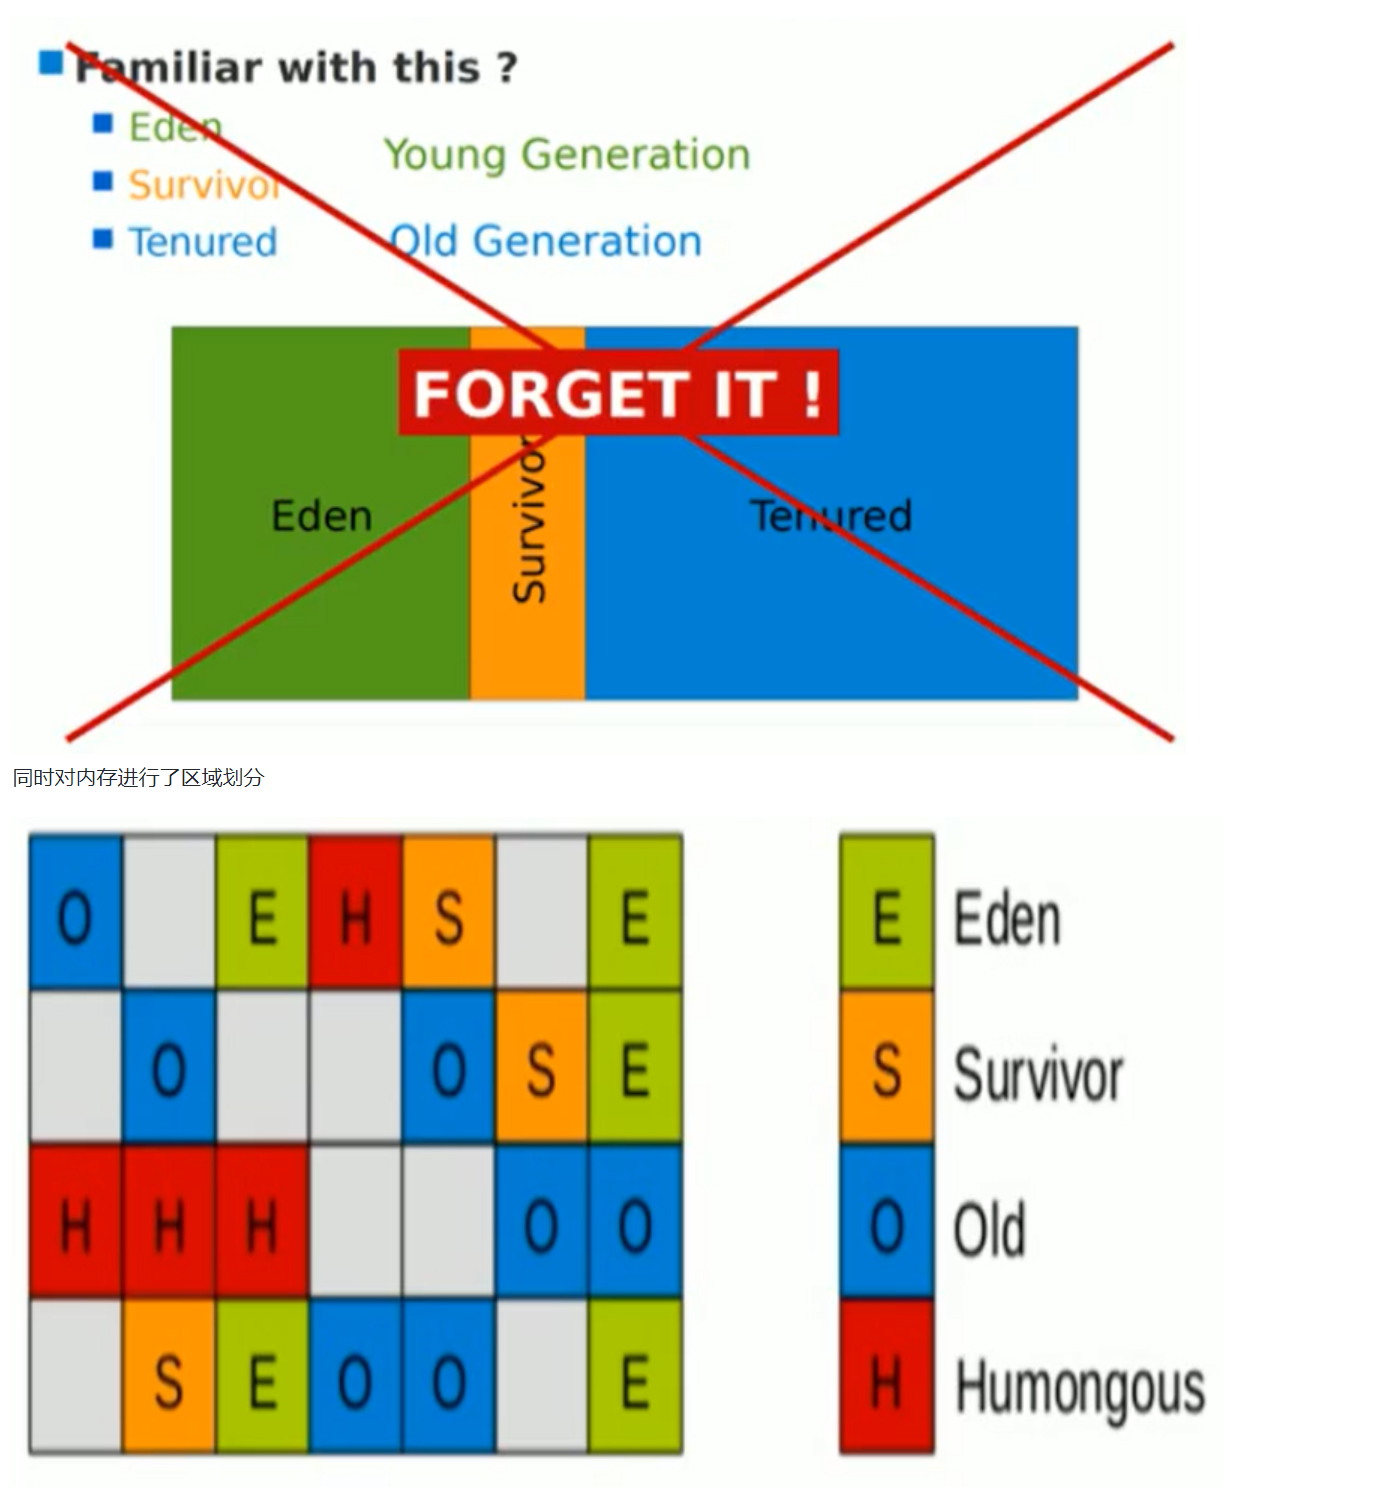 Familiar with this ?
Eden
Young Generation
Survivor
Tenured
Old Generation
FORGET IT !
Eden
Survivor
Tenured
同时对内存进行了区域划分
O E H S E
O O S E
H H H O O
S E O O E
E Eden
S Survivor
O Old
H Humongous